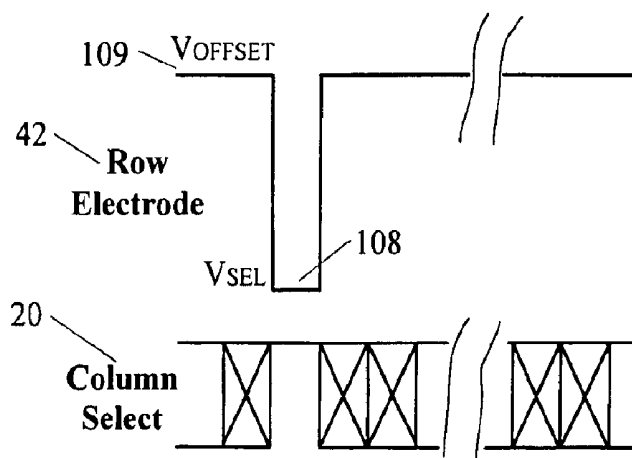 109
VOFFSET
42
Row
Electrode
108
VSEL
20
Column
Select